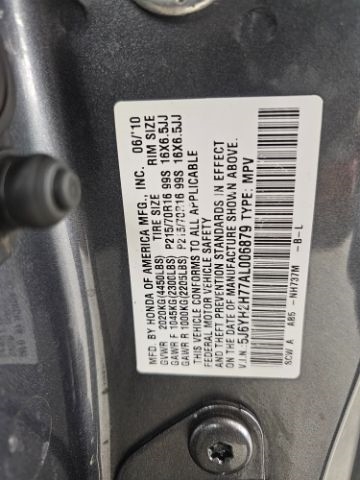 MFD. BY HONDA OF AMERICA MFG., INC. 06/10
TIRE SIZE RIM SIZE
GVWR 2020KG(4450LBS)
GAWR F 1045KG(2300LBS) P215/70R16 99S 16X6.5JJ
GAWR R 1000KG(2205LBS) P215/70R16 99S 16X6.5JJ
THIS VEHICLE CONFORMS TO ALL APPLICABLE
FEDERAL MOTOR VEHICLE SAFETY
AND THEFT PREVENTION STANDARDS IN EFFECT
ON THE DATE OF MANUFACTURE SHOWN ABOVE.
V.I.N.: 5J6YH2H77AL006879 TYPE: MPV
SCW A AB5 -NH737M -B-L